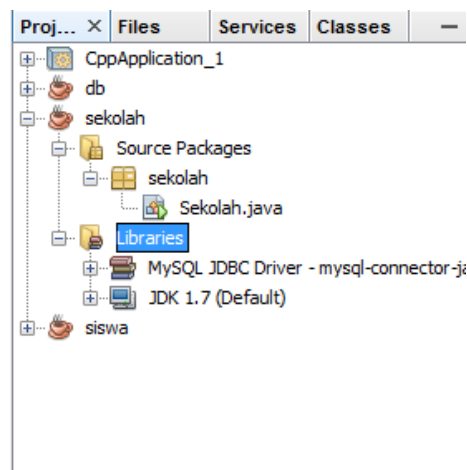 Proj... × Files Services Classes
CppApplication_1
db
sekolah
Source Packages
sekolah
Sekolah.java
Libraries
MySQL JDBC Driver - mysql-connector-ja
JDK 1.7 (Default)
siswa